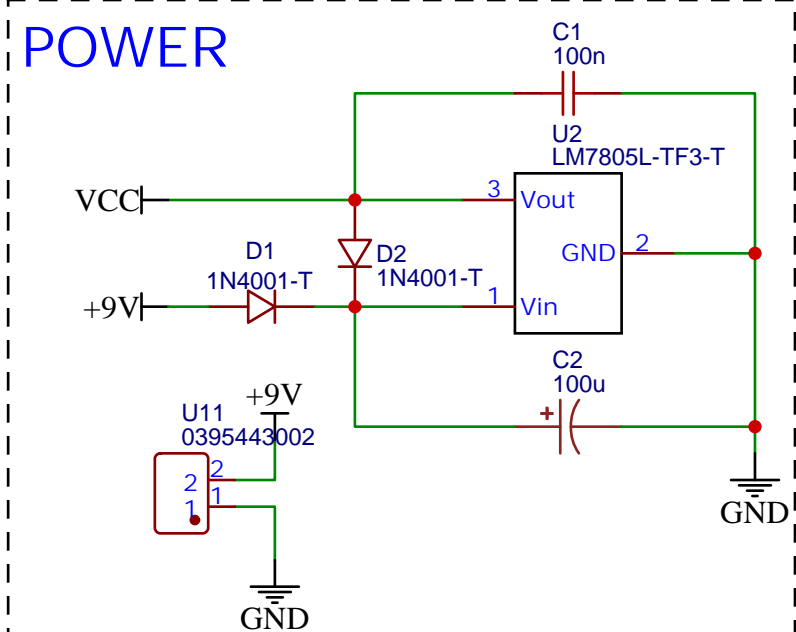 POWER
C1
100n
U2
LM7805L-TF3-T
VCC
3
Vout
D1
1N4001-T
D2
1N4001-T
GND
2
+9V
1
Vin
C2
100u
+
+9V
U11
0395443002
2
2
1
1
GND
GND